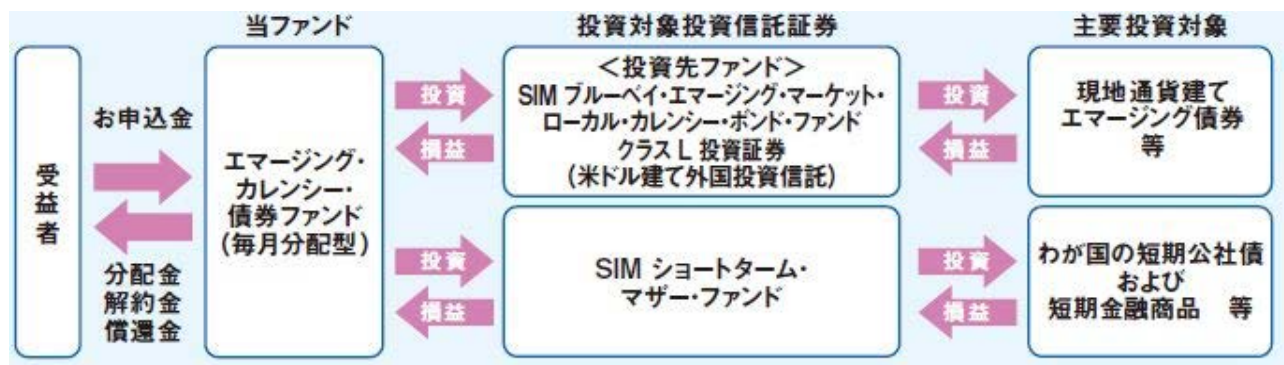 当ファンド
投資対象投資信託証券
主要投資対象
受益者
お申込金
分配金
解約金
償還金
エマージング・
カレンシー・
債券ファンド
(毎月分配型)
投資
損益
投資
損益
<投資先ファンド>
SIM ブルーベイ・エマージング・マーケット・
ローカル・カレンシー・ボンド・ファンド
クラス L 投資証券
(米ドル建て外国投資信託)
SIM ショートターム・
マザー・ファンド
投資
損益
投資
損益
現地通貨建て
エマージング債券
等
わが国の短期公社債
および
短期金融商品 等